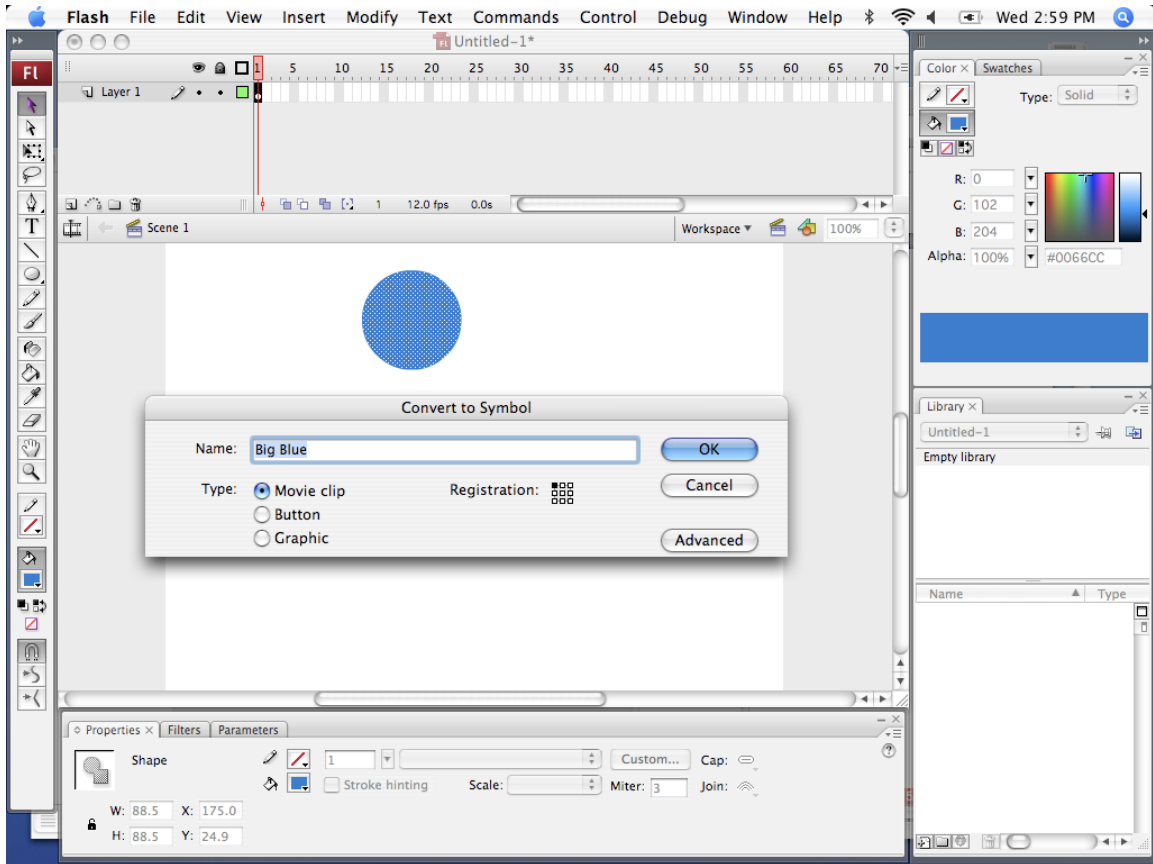 Flash File Edit View Insert Modify Text Commands Control Debug Window Help Wed 2:59 PM
Untitled-1*
Fl
1 5 10 15 20 25 30 35 40 45 50 55 60 65 70
Layer 1
1 12.0 fps 0.0s
Scene 1 Workspace 100%
Convert to Symbol
Name: Big Blue OK
Type: Movie clip Registration: Cancel
Button
Graphic Advanced
Properties × Filters Parameters
Shape 1 Custom... Cap:
Stroke hinting Scale: Miter: 3 Join:
W: 88.5 X: 175.0
H: 88.5 Y: 24.9
Color × Swatches
Type: Solid
R: 0
G: 102
B: 204
Alpha: 100% #0066CC
Library ×
Untitled-1
Empty library
Name Type